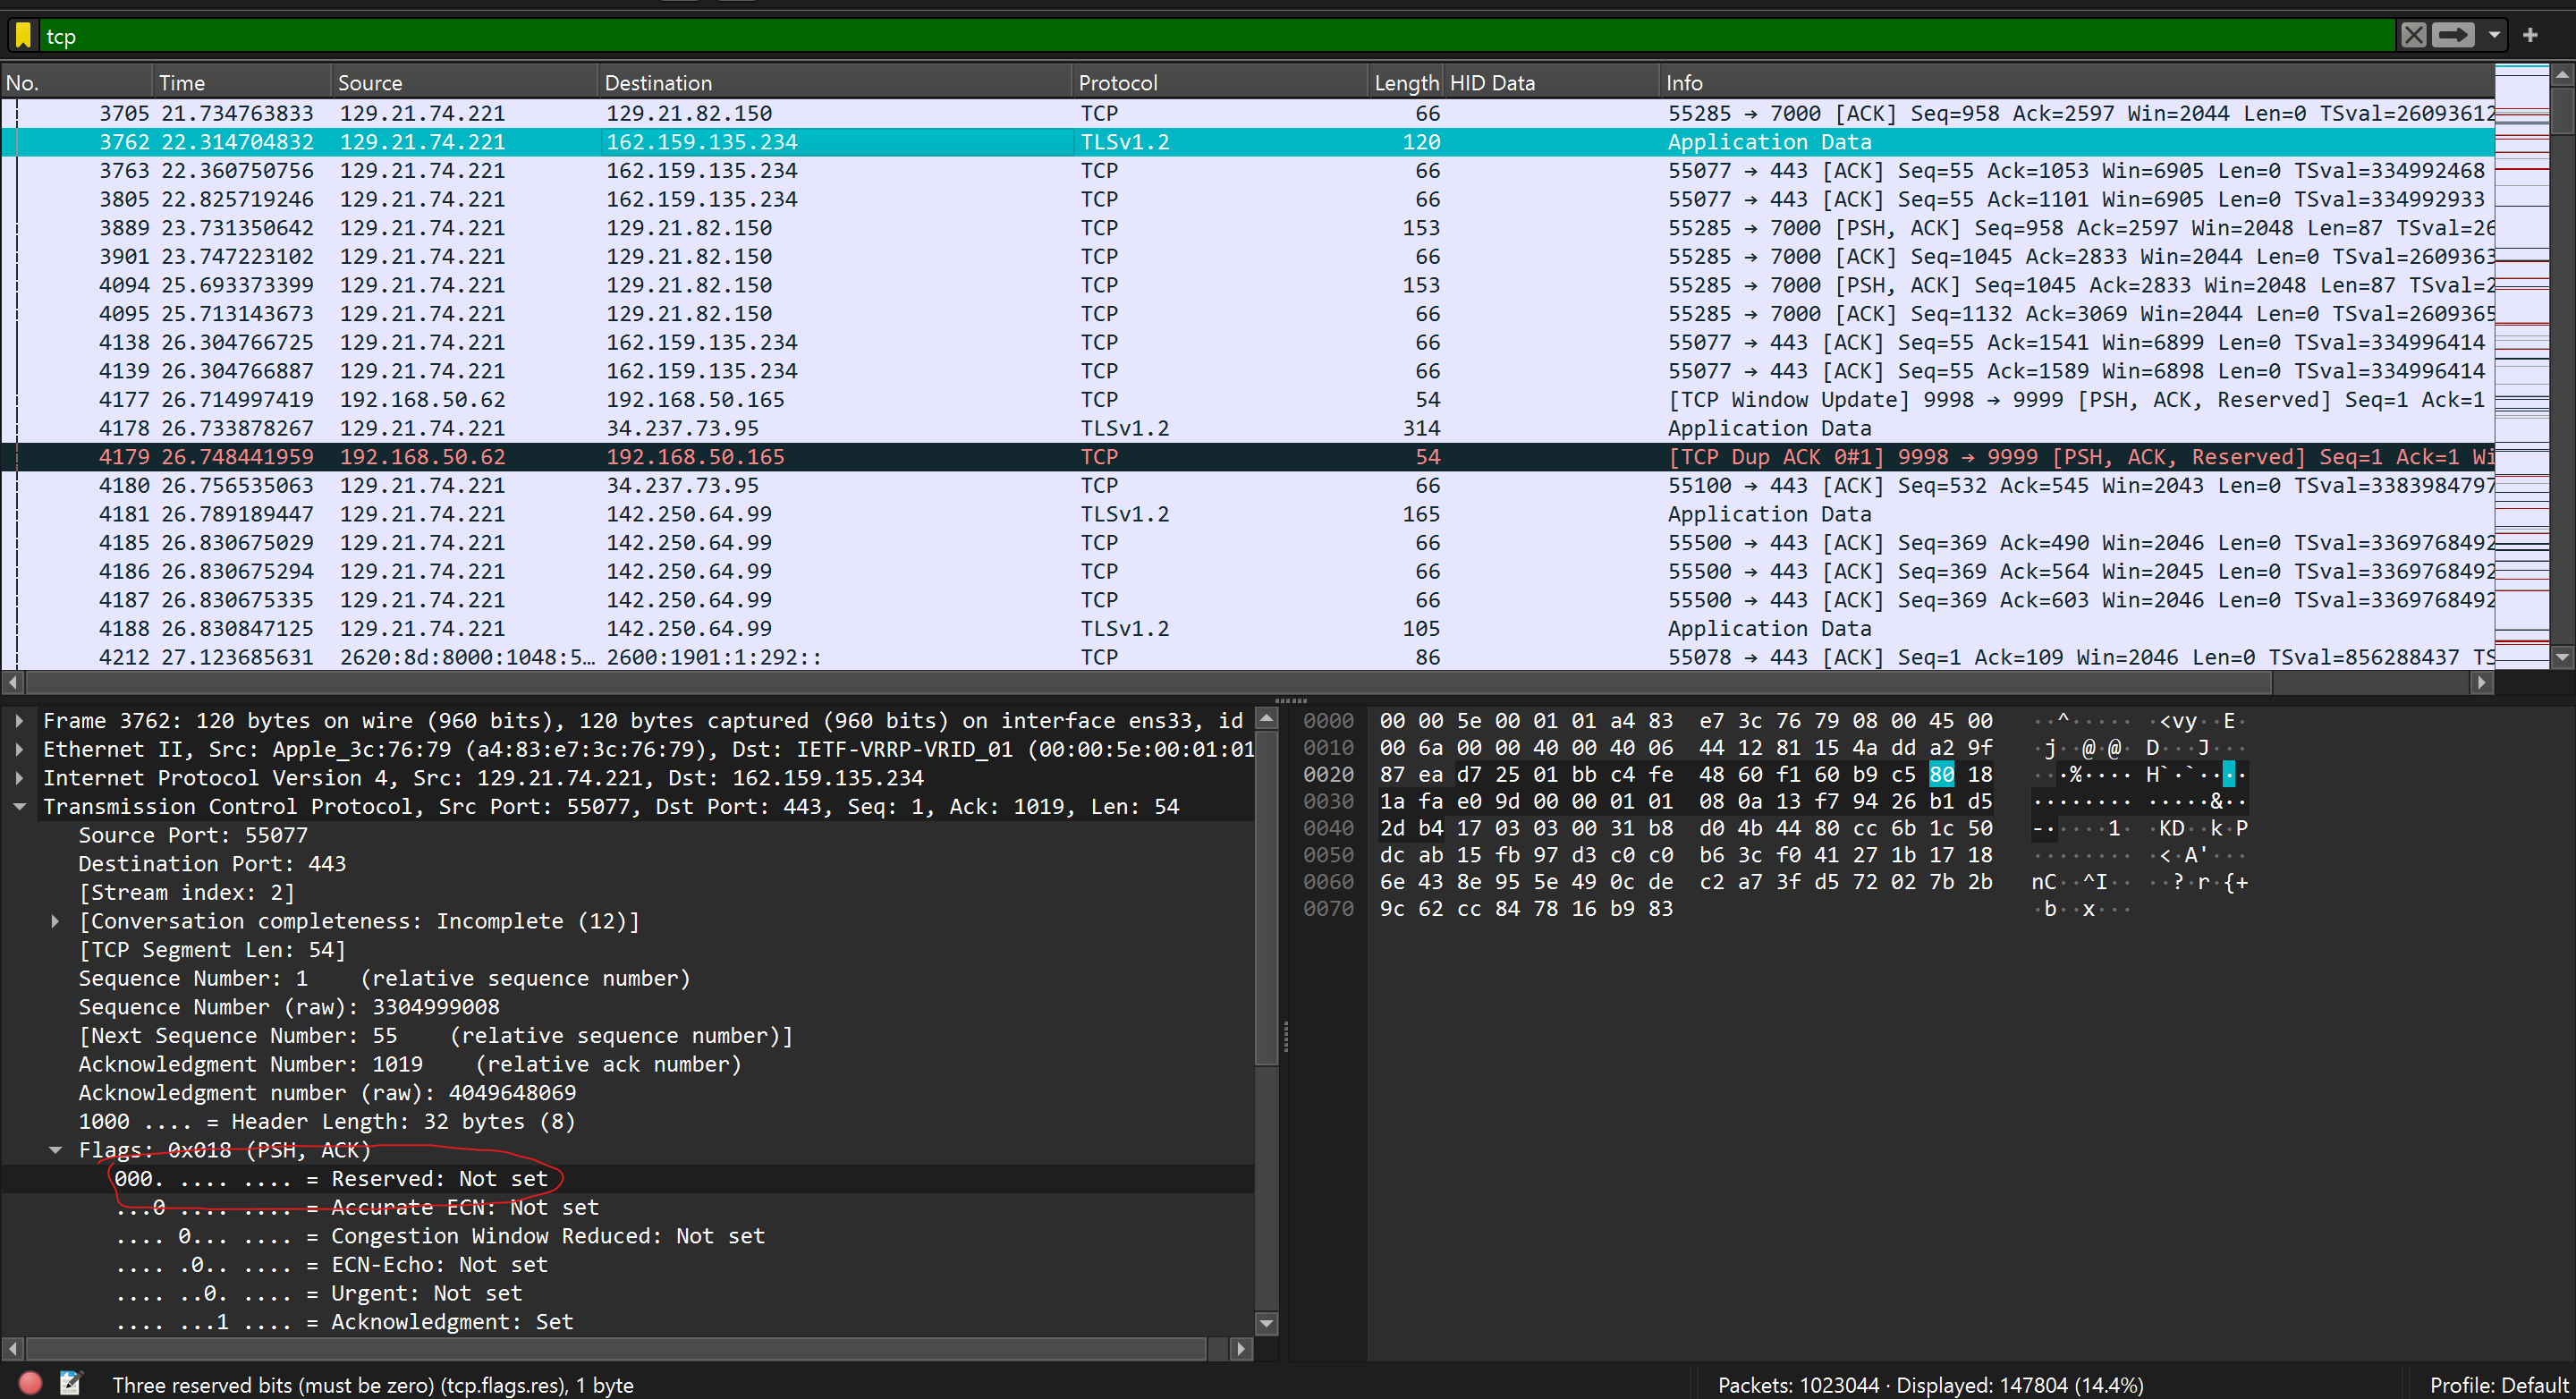 tcp
No. Time Source Destination Protocol Length HID Data Info
3705 21.734763833 129.21.74.221 129.21.82.150 TCP 66 55285 → 7000 [ACK] Seq=958 Ack=2597 Win=2044 Len=0 TSval=26093612
3762 22.314704832 129.21.74.221 162.159.135.234 TLSv1.2 120 Application Data
3763 22.360750756 129.21.74.221 162.159.135.234 TCP 66 55077 → 443 [ACK] Seq=55 Ack=1053 Win=6905 Len=0 TSval=334992468
3805 22.825719246 129.21.74.221 162.159.135.234 TCP 66 55077 → 443 [ACK] Seq=55 Ack=1101 Win=6905 Len=0 TSval=334992933
3889 23.731350642 129.21.74.221 129.21.82.150 TCP 153 55285 → 7000 [PSH, ACK] Seq=958 Ack=2597 Win=2048 Len=87 TSval=26
3901 23.747223102 129.21.74.221 129.21.82.150 TCP 66 55285 → 7000 [ACK] Seq=1045 Ack=2833 Win=2044 Len=0 TSval=2609363
4094 25.693373399 129.21.74.221 129.21.82.150 TCP 153 55285 → 7000 [PSH, ACK] Seq=1045 Ack=2833 Win=2048 Len=87 TSval=2
4095 25.713143673 129.21.74.221 129.21.82.150 TCP 66 55285 → 7000 [ACK] Seq=1132 Ack=3069 Win=2044 Len=0 TSval=2609365
4138 26.304766725 129.21.74.221 162.159.135.234 TCP 66 55077 → 443 [ACK] Seq=55 Ack=1541 Win=6899 Len=0 TSval=334996414
4139 26.304766887 129.21.74.221 162.159.135.234 TCP 66 55077 → 443 [ACK] Seq=55 Ack=1589 Win=6898 Len=0 TSval=334996414
4177 26.714997419 192.168.50.62 192.168.50.165 TCP 54 [TCP Window Update] 9998 → 9999 [PSH, ACK, Reserved] Seq=1 Ack=1
4178 26.733878267 129.21.74.221 34.237.73.95 TLSv1.2 314 Application Data
4179 26.748441959 192.168.50.62 192.168.50.165 TCP 54 [TCP Dup ACK 0#1] 9998 → 9999 [PSH, ACK, Reserved] Seq=1 Ack=1 Wi
4180 26.756535063 129.21.74.221 34.237.73.95 TCP 66 55100 → 443 [ACK] Seq=532 Ack=545 Win=2043 Len=0 TSval=3383984797
4181 26.789189447 129.21.74.221 142.250.64.99 TLSv1.2 165 Application Data
4185 26.830675029 129.21.74.221 142.250.64.99 TCP 66 55500 → 443 [ACK] Seq=369 Ack=490 Win=2046 Len=0 TSval=3369768492
4186 26.830675294 129.21.74.221 142.250.64.99 TCP 66 55500 → 443 [ACK] Seq=369 Ack=564 Win=2045 Len=0 TSval=3369768492
4187 26.830675335 129.21.74.221 142.250.64.99 TCP 66 55500 → 443 [ACK] Seq=369 Ack=603 Win=2046 Len=0 TSval=3369768492
4188 26.830847125 129.21.74.221 142.250.64.99 TLSv1.2 105 Application Data
4212 27.123685631 2620:8d:8000:1048:5… 2600:1901:1:292:: TCP 86 55078 → 443 [ACK] Seq=1 Ack=109 Win=2046 Len=0 TSval=856288437 TS
Frame 3762: 120 bytes on wire (960 bits), 120 bytes captured (960 bits) on interface ens33, id
Ethernet II, Src: Apple_3c:76:79 (a4:83:e7:3c:76:79), Dst: IETF-VRRP-VRID_01 (00:00:5e:00:01:01
Internet Protocol Version 4, Src: 129.21.74.221, Dst: 162.159.135.234
Transmission Control Protocol, Src Port: 55077, Dst Port: 443, Seq: 1, Ack: 1019, Len: 54
Source Port: 55077
Destination Port: 443
[Stream index: 2]
[Conversation completeness: Incomplete (12)]
[TCP Segment Len: 54]
Sequence Number: 1 (relative sequence number)
Sequence Number (raw): 3304999008
[Next Sequence Number: 55 (relative sequence number)]
Acknowledgment Number: 1019 (relative ack number)
Acknowledgment number (raw): 4049648069
1000 .... = Header Length: 32 bytes (8)
Flags: 0x018 (PSH, ACK)
000. .... .... = Reserved: Not set
...0 .... .... = Accurate ECN: Not set
.... 0... .... = Congestion Window Reduced: Not set
.... .0.. .... = ECN-Echo: Not set
.... ..0. .... = Urgent: Not set
.... ...1 .... = Acknowledgment: Set
0000 00 00 5e 00 01 01 a4 83 e7 3c 76 79 08 00 45 00 ··^····· ·<vy··E·
0010 00 6a 00 00 40 00 40 06 44 12 81 15 4a dd a2 9f ·j··@·@· D···J···
0020 87 ea d7 25 01 bb c4 fe 48 60 f1 60 b9 c5 80 18 ···%···· H`·`····
0030 1a fa e0 9d 00 00 01 01 08 0a 13 f7 94 26 b1 d5 ········ ·····&··
0040 2d b4 17 03 03 00 31 b8 d0 4b 44 80 cc 6b 1c 50 -·····1· ·KD··k·P
0050 dc ab 15 fb 97 d3 c0 c0 b6 3c f0 41 27 1b 17 18 ········ ·<·A'···
0060 6e 43 8e 95 5e 49 0c de c2 a7 3f d5 72 02 7b 2b nC··^I·· ··?·r·{+
0070 9c 62 cc 84 78 16 b9 83 ·b··x···
Three reserved bits (must be zero) (tcp.flags.res), 1 byte
Packets: 1023044 · Displayed: 147804 (14.4%)
Profile: Default